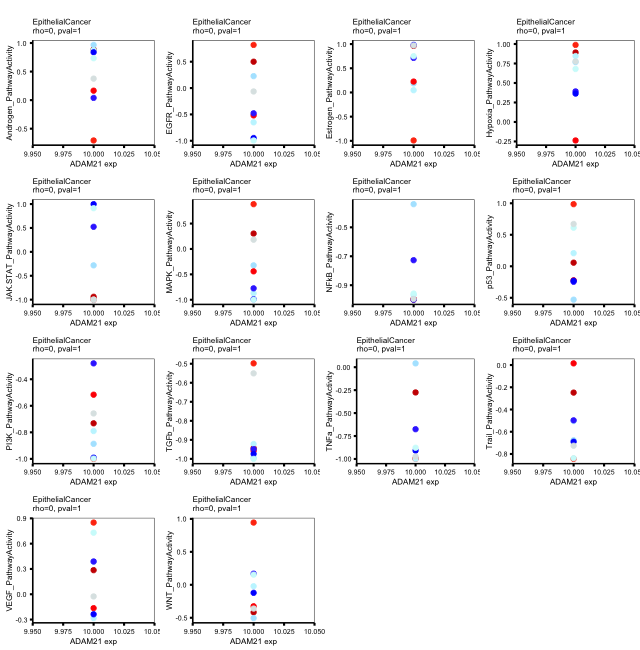 EpithelialCancer EpithelialCancer EpithelialCancer EpithelialCancer
rho=0, pval=1 rho=0, pval=1 rho=0, pval=1 rho=0, pval=1
Androgen_PathwayActivity
1.0
0.5
0.0
-0.5
9.950 9.975 10.000 10.025 10.05
ADAM21 exp
EGFR_PathwayActivity
0.5
0.0
-0.5
-1.0
9.950 9.975 10.000 10.025 10.05
ADAM21 exp
Estrogen_PathwayActivity
1.0
0.5
0.0
-0.5
-1.0
9.950 9.975 10.000 10.025 10.05
ADAM21 exp
Hypoxia_PathwayActivity
1.00
0.75
0.50
0.25
0.00
-0.25
9.950 9.975 10.000 10.025 10.05
ADAM21 exp
EpithelialCancer EpithelialCancer EpithelialCancer EpithelialCancer
rho=0, pval=1 rho=0, pval=1 rho=0, pval=1 rho=0, pval=1
JAK.STAT_PathwayActivity
1.0
0.5
0.0
-0.5
-1.0
9.950 9.975 10.000 10.025 10.05
ADAM21 exp
MAPK_PathwayActivity
0.5
0.0
-0.5
-1.0
9.950 9.975 10.000 10.025 10.05
ADAM21 exp
NFkB_PathwayActivity
-0.5
-0.7
-0.9
9.950 9.975 10.000 10.025 10.05
ADAM21 exp
p53_PathwayActivity
1.0
0.5
0.0
-0.5
9.950 9.975 10.000 10.025 10.05
ADAM21 exp
EpithelialCancer EpithelialCancer EpithelialCancer EpithelialCancer
rho=0, pval=1 rho=0, pval=1 rho=0, pval=1 rho=0, pval=1
PI3K_PathwayActivity
-0.4
-0.6
-0.8
-1.0
9.950 9.975 10.000 10.025 10.05
ADAM21 exp
TGFb_PathwayActivity
-0.5
-0.6
-0.7
-0.8
-0.9
-1.0
9.950 9.975 10.000 10.025 10.05
ADAM21 exp
TNFa_PathwayActivity
0.00
-0.25
-0.50
-0.75
-1.00
9.950 9.975 10.000 10.025 10.05
ADAM21 exp
Trail_PathwayActivity
0.0
-0.2
-0.4
-0.6
-0.8
9.950 9.975 10.000 10.025 10.05
ADAM21 exp
EpithelialCancer EpithelialCancer
rho=0, pval=1 rho=0, pval=1
VEGF_PathwayActivity
0.9
0.6
0.3
0.0
-0.3
9.950 9.975 10.000 10.025 10.05
ADAM21 exp
WNT_PathwayActivity
1.0
0.5
0.0
-0.5
9.950 9.975 10.000 10.025 10.050
ADAM21 exp